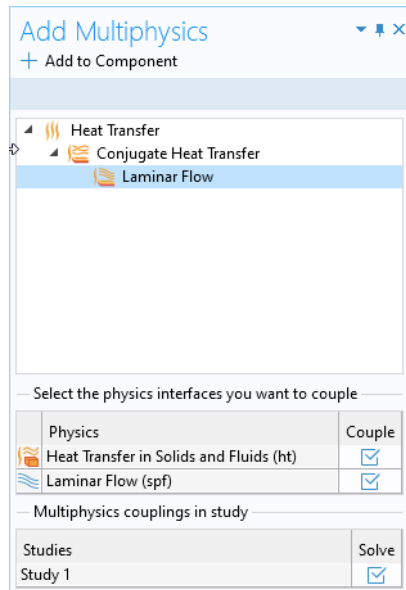 Add Multiphysics
Add to Component
Heat Transfer
Conjugate Heat Transfer
Laminar Flow
Select the physics interfaces you want to couple
Physics Couple
Heat Transfer in Solids and Fluids (ht)
Laminar Flow (spf)
Multiphysics couplings in study
Studies Solve
Study 1